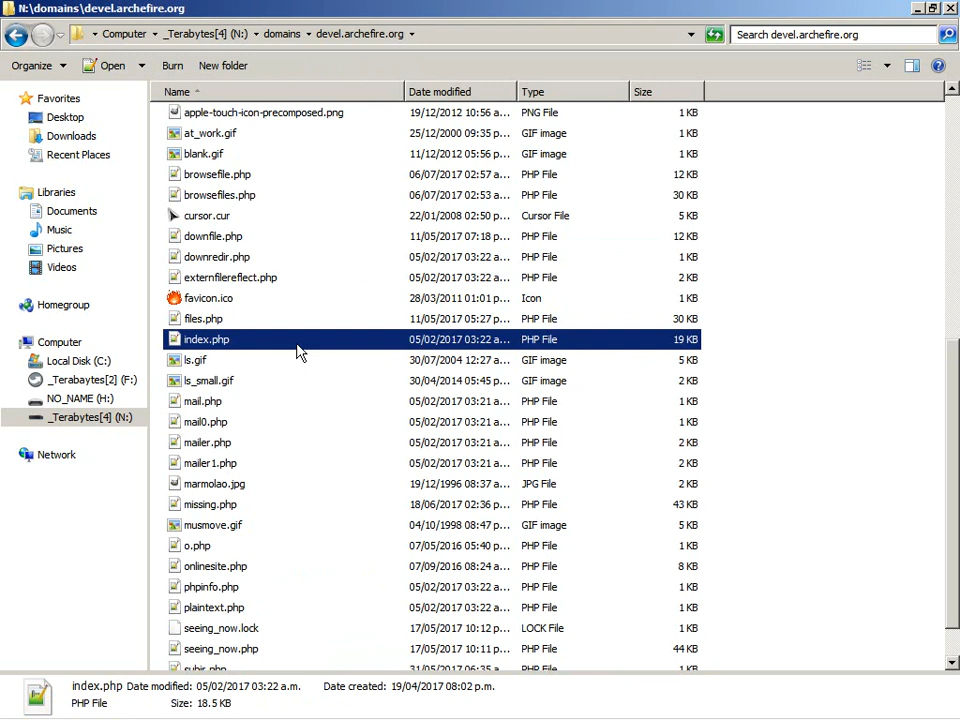 N:\domains\devel.archefire.org
Computer _Terabytes[4] (N:) domains devel.archefire.org Search devel.archefire.org
Organize Open Burn New folder
Name Date modified Type Size
Favorites
Desktop
Downloads
Recent Places
Libraries
Documents
Music
Pictures
Videos
Homegroup
Computer
Local Disk (C:)
_Terabaytes[2] (F:)
NO_NAME (H:)
_Terabytes[4] (N:)
Network
apple-touch-icon-precomposed.png 19/12/2012 10:56 a... PNG File 1 KB
at_work.gif 25/12/2000 09:35 p... GIF image 1 KB
blank.gif 11/12/2012 05:56 p... GIF image 1 KB
browsefile.php 06/07/2017 02:57 a... PHP File 12 KB
browsefiles.php 06/07/2017 02:53 a... PHP File 30 KB
cursor.cur 22/01/2008 02:50 p... Cursor File 5 KB
downfile.php 11/05/2017 07:18 p... PHP File 12 KB
downredir.php 05/02/2017 03:22 a... PHP File 1 KB
externfilereflect.php 05/02/2017 03:22 a... PHP File 2 KB
favicon.ico 28/03/2011 01:01 p... Icon 1 KB
files.php 11/05/2017 05:27 p... PHP File 30 KB
index.php 05/02/2017 03:22 a... PHP File 19 KB
ls.gif 30/07/2004 12:27 a... GIF image 5 KB
ls_small.gif 30/04/2014 05:45 p... GIF image 2 KB
mail.php 05/02/2017 03:21 a... PHP File 1 KB
mail0.php 05/02/2017 03:21 a... PHP File 1 KB
mailer.php 05/02/2017 03:21 a... PHP File 2 KB
mailer1.php 05/02/2017 03:21 a... PHP File 2 KB
marmolao.jpg 19/12/1996 08:37 a... JPG File 2 KB
missing.php 18/06/2017 02:36 p... PHP File 43 KB
musmove.gif 04/10/1998 08:47 p... GIF image 5 KB
o.php 07/05/2016 05:40 p... PHP File 1 KB
onlinesite.php 07/09/2016 08:24 a... PHP File 8 KB
phpinfo.php 05/02/2017 03:22 a... PHP File 1 KB
plaintext.php 05/02/2017 03:22 a... PHP File 1 KB
seeing_now.lock 17/05/2017 10:12 p... LOCK File 1 KB
seeing_now.php 17/05/2017 10:11 p... PHP File 44 KB
subir.php 31/05/2017 06:35 a... PHP File 1 KB
index.php Date modified: 05/02/2017 03:22 a.m. Date created: 19/04/2017 08:02 p.m.
PHP File Size: 18.5 KB